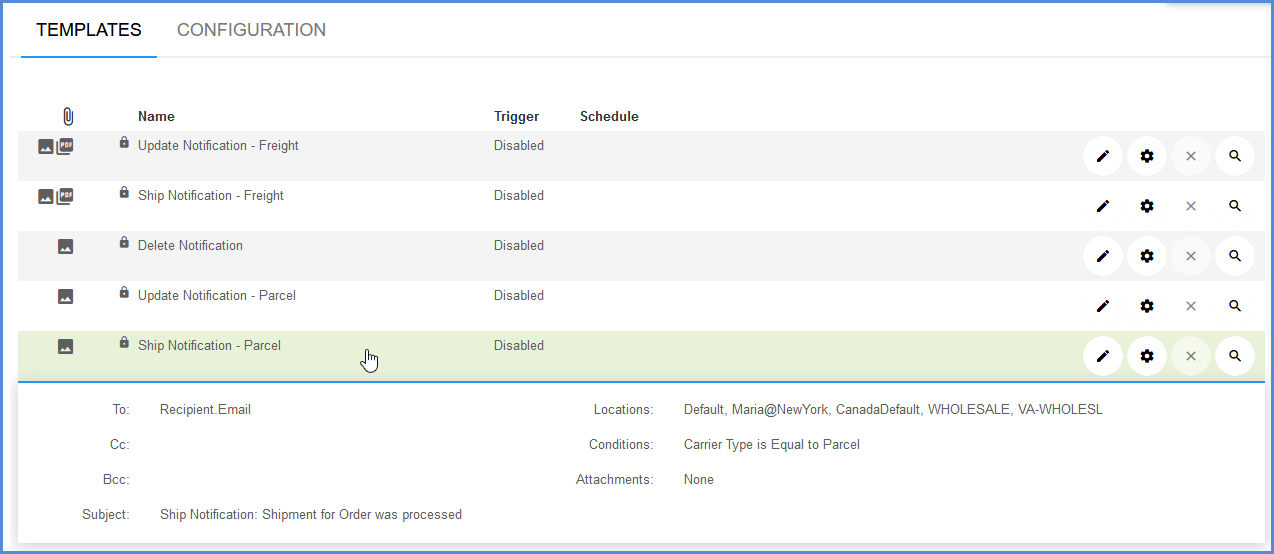 TEMPLATES CONFIGURATION
Name Trigger Schedule
PDF Update Notification - Freight Disabled
PDF Ship Notification - Freight Disabled
Delete Notification Disabled
Update Notification - Parcel Disabled
Ship Notification - Parcel Disabled
To: Recipient.Email Locations: Default, Maria@NewYork, CanadaDefault, WHOLESALE, VA-WHOLESL
Cc: Conditions: Carrier Type is Equal to Parcel
Bcc: Attachments: None
Subject: Ship Notification: Shipment for Order was processed